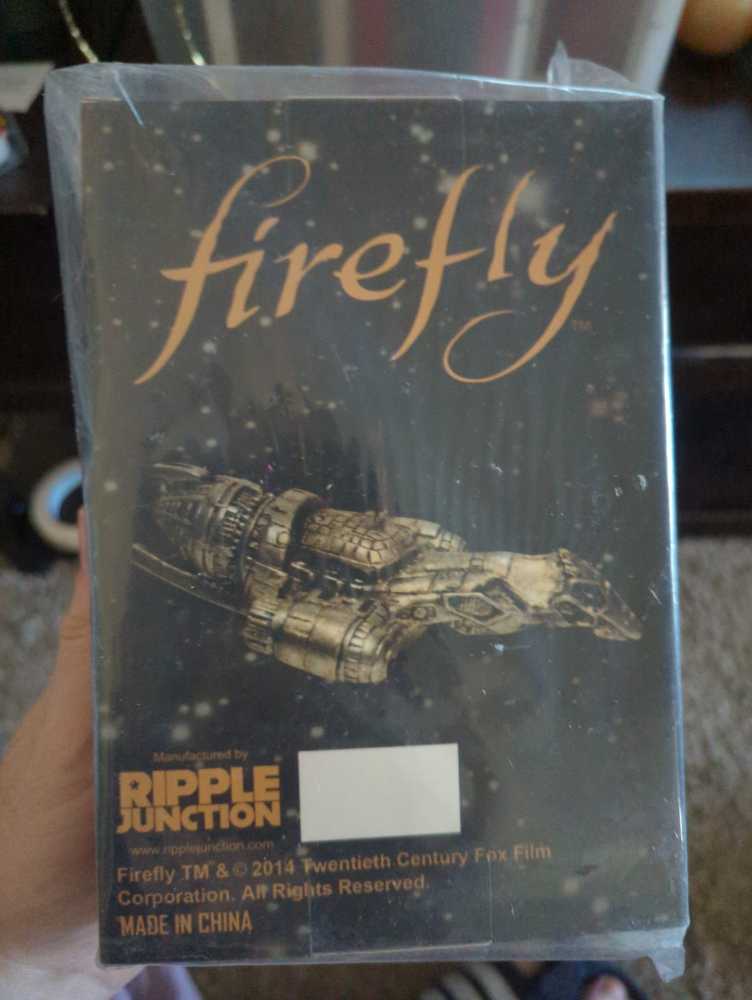 firefly
TM
Manufactured by
RIPPLE
JUNCTION
www.ripplejunction.com
Firefly TM & © 2014 Twentieth Century Fox Film
Corporation. All Rights Reserved.
MADE IN CHINA